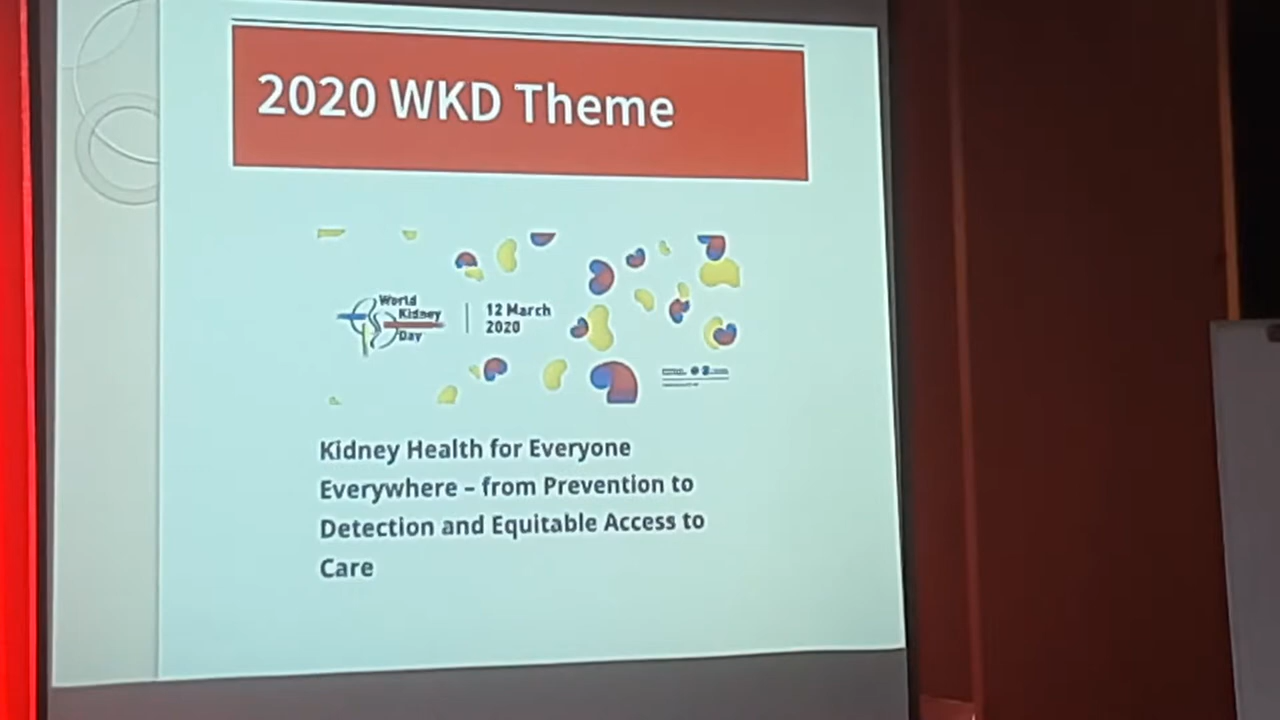 2020 WKD Theme
World
Kidney
Day
12 March
2020
Kidney Health for Everyone
Everywhere – from Prevention to
Detection and Equitable Access to
Care